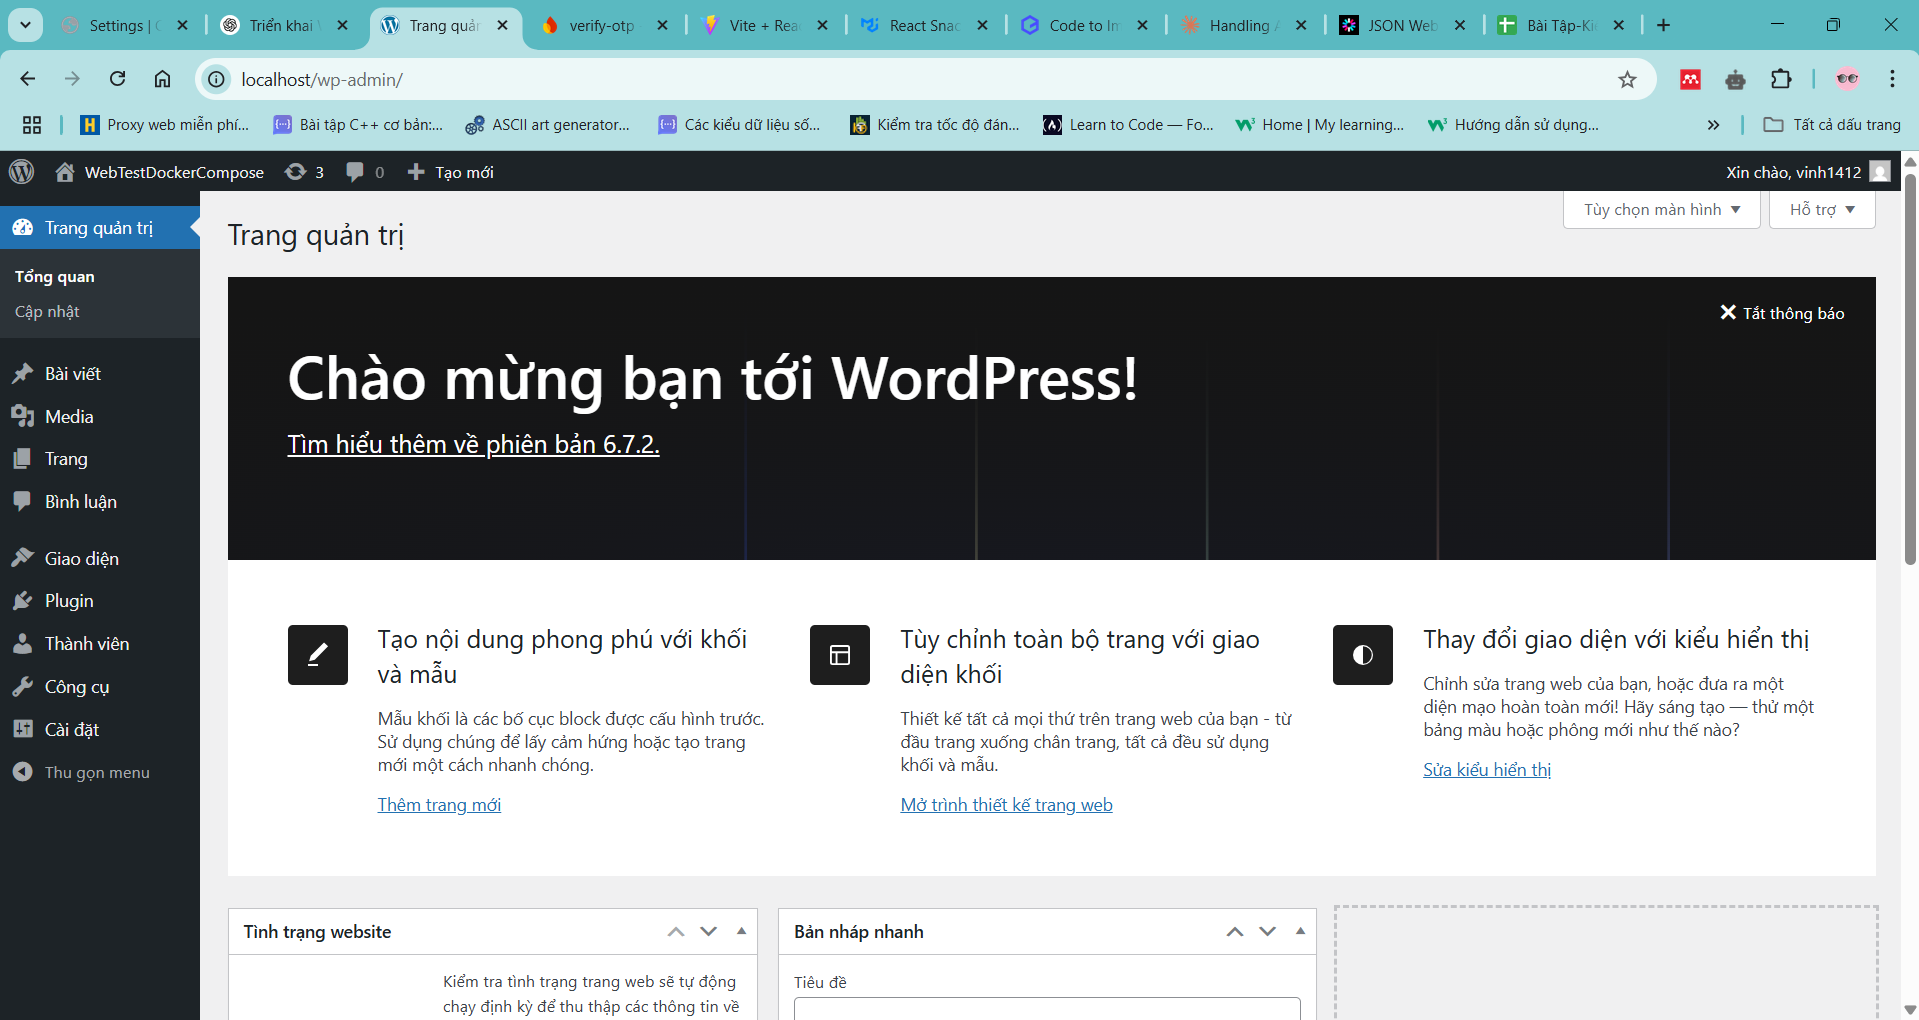 Settings | C
Triển khai
Trang quản
verify-otp
Vite + Rea
React Snac
Code to Im
Handling A
JSON Web
Bài Tập-Ki
localhost/wp-admin/
Proxy web miễn phí...
Bài tập C++ cơ bản:...
ASCII art generator...
Các kiểu dữ liệu số...
Kiểm tra tốc độ đán...
Learn to Code — Fo...
Home | My learning...
Hướng dẫn sử dụng...
Tất cả dấu trang
WebTestDockerCompose
3
0
Tạo mới
Xin chào, vinh1412
Trang quản trị
Tổng quan
Cập nhật
Bài viết
Media
Trang
Bình luận
Giao diện
Plugin
Thành viên
Công cụ
Cài đặt
Thu gọn menu
Tùy chọn màn hình
Hỗ trợ
Trang quản trị
Tắt thông báo
Chào mừng bạn tới WordPress!
Tìm hiểu thêm về phiên bản 6.7.2.
Tạo nội dung phong phú với khối
và mẫu
Mẫu khối là các bố cục block được cấu hình trước.
Sử dụng chúng để lấy cảm hứng hoặc tạo trang
mới một cách nhanh chóng.
Thêm trang mới
Tùy chỉnh toàn bộ trang với giao
diện khối
Thiết kế tất cả mọi thứ trên trang web của bạn - từ
đầu trang xuống chân trang, tất cả đều sử dụng
khối và mẫu.
Mở trình thiết kế trang web
Thay đổi giao diện với kiểu hiển thị
Chỉnh sửa trang web của bạn, hoặc đưa ra một
diện mạo hoàn toàn mới! Hãy sáng tạo — thử một
bảng màu hoặc phông mới như thế nào?
Sửa kiểu hiển thị
Tình trạng website
Kiểm tra tình trạng trang web sẽ tự động
chạy định kỳ để thu thập các thông tin về
Bản nháp nhanh
Tiêu đề